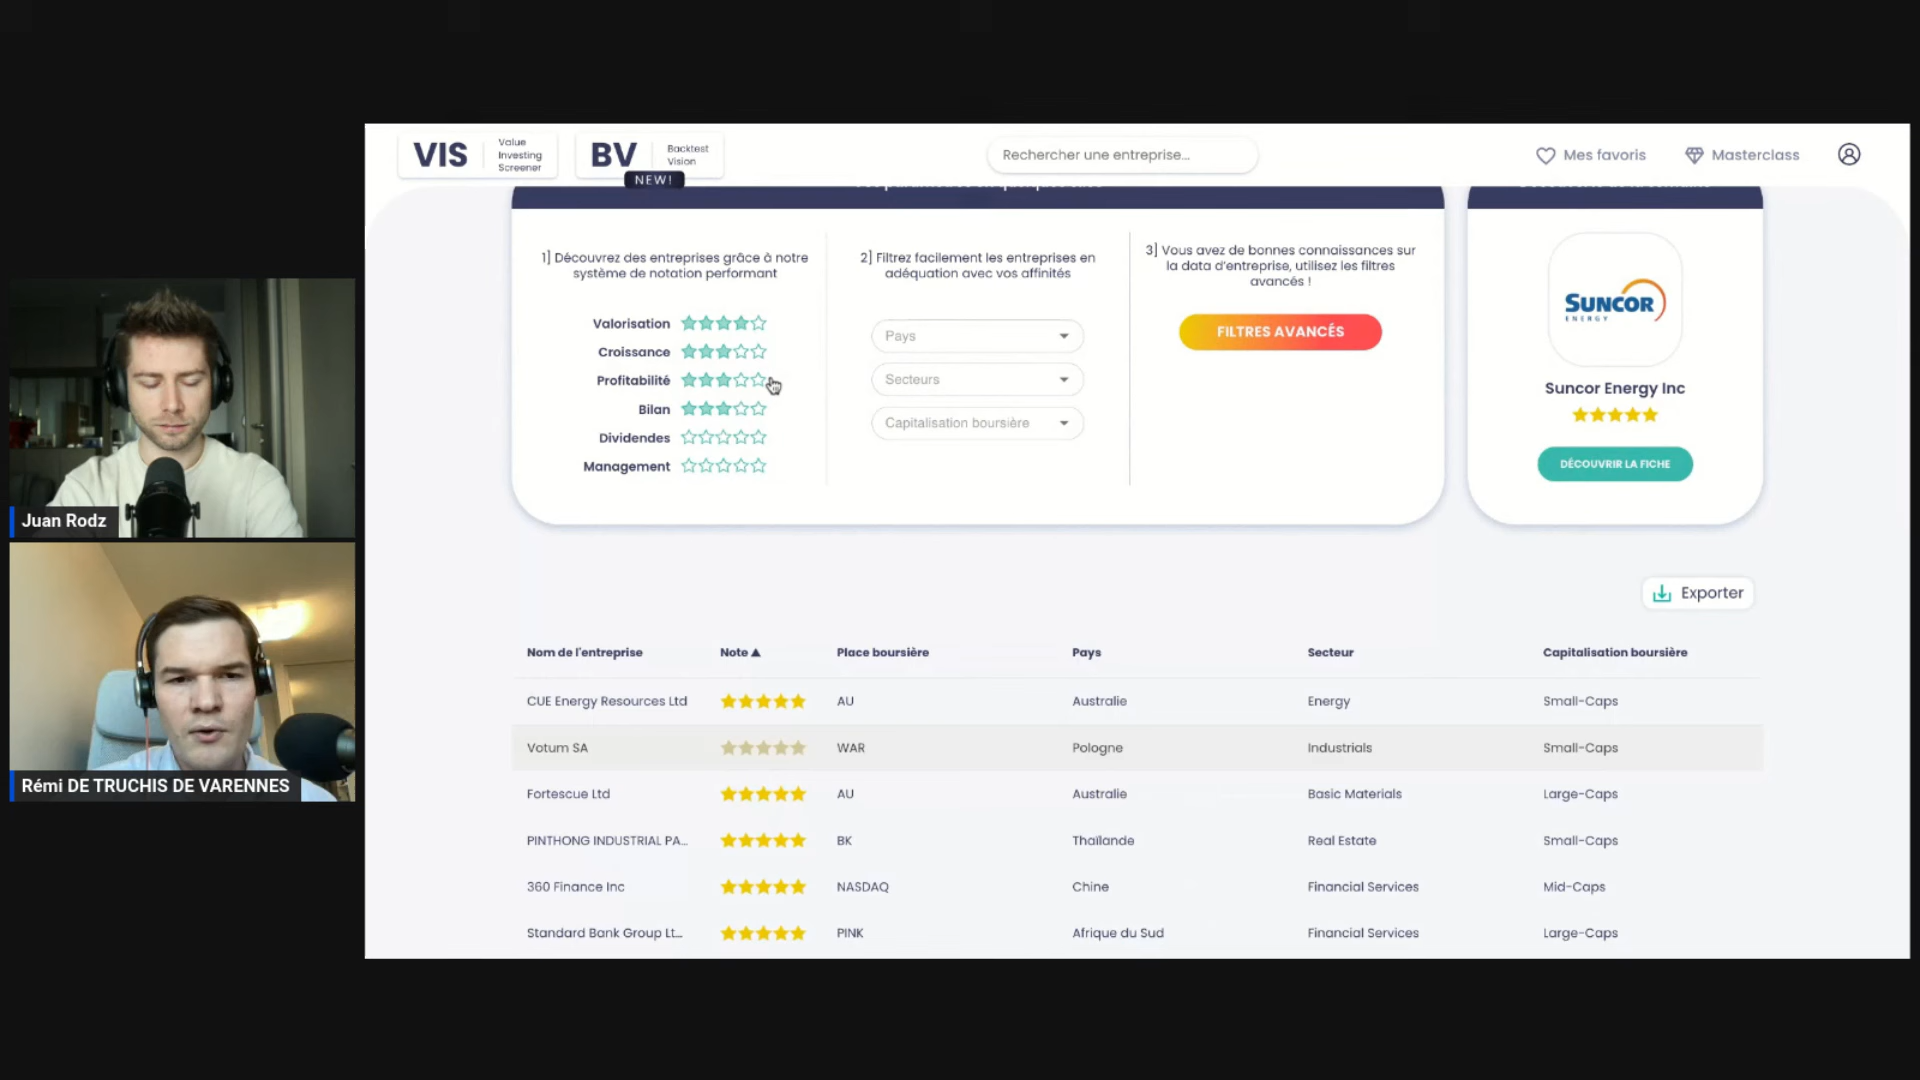 VIS
Value
Investing
Screener
BV
Backtest
Vision
NEW!
Rechercher une entreprise...
Mes favoris
Masterclass
1] Découvrez des entreprises grâce à notre
système de notation performant
Valorisation
Croissance
Profitabilité
Bilan
Dividendes
Management
2] Filtrez facilement les entreprises en
adéquation avec vos affinités
Pays
Secteurs
Capitalisation boursière
3] Vous avez de bonnes connaissances sur
la data d'entreprise, utilisez les filtres
avancés !
FILTRES AVANCÉS
SUNCOR
ENERGY
Suncor Energy Inc
DÉCOUVRIR LA FICHE
Juan Rodz
Rémi DE TRUCHIS DE VARENNES
Exporter
Nom de l'entreprise Note ▲ Place boursière Pays Secteur Capitalisation boursière
CUE Energy Resources Ltd AU Australie Energy Small-Caps
Votum SA WAR Pologne Industrials Small-Caps
Fortescue Ltd AU Australie Basic Materials Large-Caps
PINTHONG INDUSTRIAL PA... BK Thaïlande Real Estate Small-Caps
360 Finance Inc NASDAQ Chine Financial Services Mid-Caps
Standard Bank Group Lt... PINK Afrique du Sud Financial Services Large-Caps